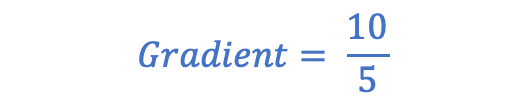 Gradient = 10/5